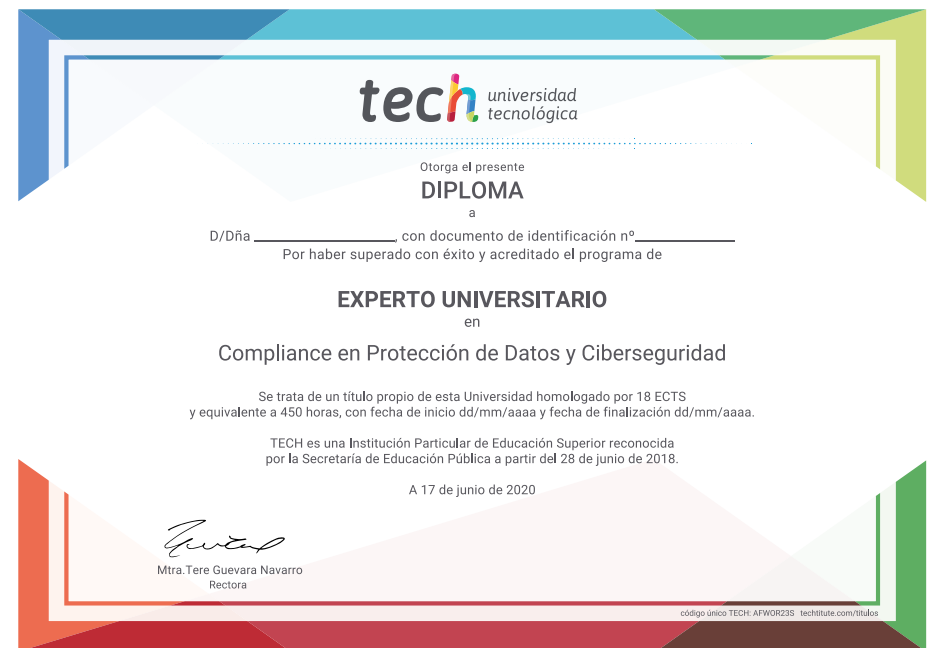 tech universidad
tecnológica
Otorga el presente
DIPLOMA
a
D/Dña ________________, con documento de identificación nº____________
Por haber superado con éxito y acreditado el programa de
EXPERTO UNIVERSITARIO
en
Compliance en Protección de Datos y Ciberseguridad
Se trata de un título propio de esta Universidad homologado por 18 ECTS
y equivalente a 450 horas, con fecha de inicio dd/mm/aaaa y fecha de finalización dd/mm/aaaa.
TECH es una Institución Particular de Educación Superior reconocida
por la Secretaría de Educación Pública a partir del 28 de junio de 2018.
A 17 de junio de 2020
Mtra.Tere Guevara Navarro
Rectora
código único TECH: AFWOR23S techtitute.com/titulos